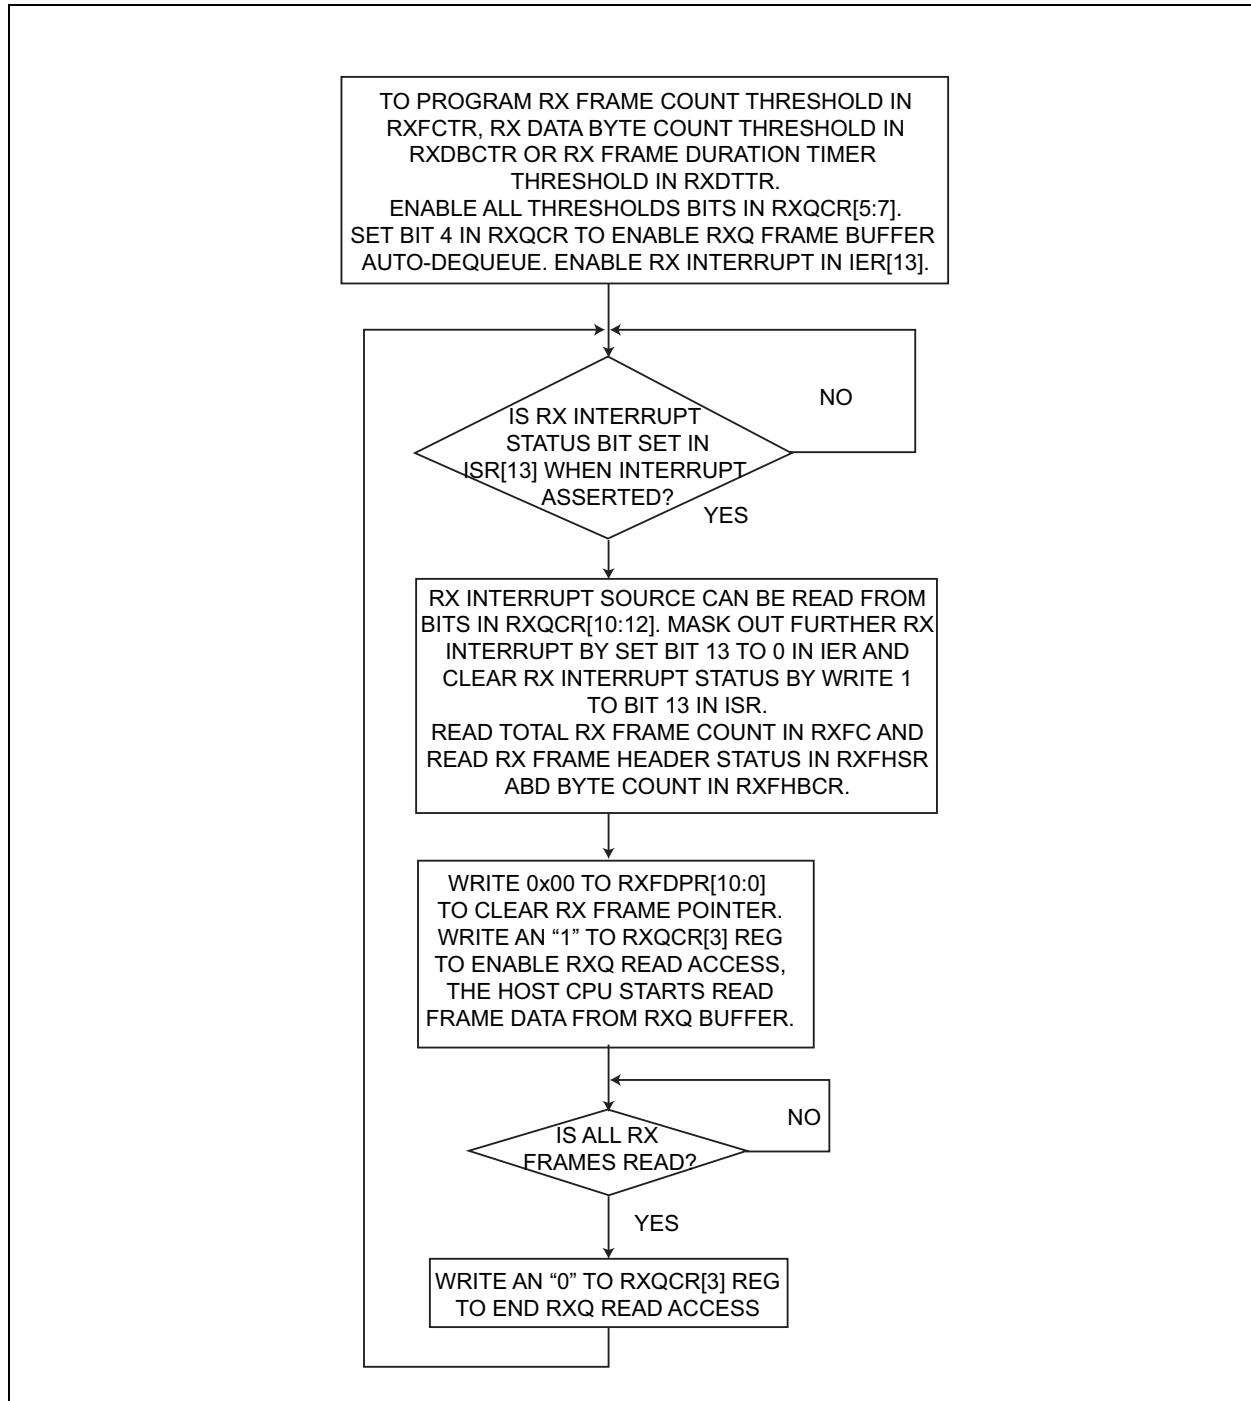 TO PROGRAM RX FRAME COUNT THRESHOLD IN
RXFCTR, RX DATA BYTE COUNT THRESHOLD IN
RXDBCTR OR RX FRAME DURATION TIMER
THRESHOLD IN RXDTTR.
ENABLE ALL THRESHOLDS BITS IN RXQCR[5:7].
SET BIT 4 IN RXQCR TO ENABLE RXQ FRAME BUFFER
AUTO-DEQUEUE. ENABLE RX INTERRUPT IN IER[13].
NO
IS RX INTERRUPT
STATUS BIT SET IN
ISR[13] WHEN INTERRUPT
ASSERTED?
YES
RX INTERRUPT SOURCE CAN BE READ FROM
BITS IN RXQCR[10:12]. MASK OUT FURTHER RX
INTERRUPT BY SET BIT 13 TO 0 IN IER AND
CLEAR RX INTERRUPT STATUS BY WRITE 1
TO BIT 13 IN ISR.
READ TOTAL RX FRAME COUNT IN RXFC AND
READ RX FRAME HEADER STATUS IN RXFHSR
ABD BYTE COUNT IN RXFHBCR.
WRITE 0x00 TO RXFDPR[10:0]
TO CLEAR RX FRAME POINTER.
WRITE AN “1” TO RXQCR[3] REG
TO ENABLE RXQ READ ACCESS,
THE HOST CPU STARTS READ
FRAME DATA FROM RXQ BUFFER.
NO
IS ALL RX
FRAMES READ?
YES
WRITE AN “0” TO RXQCR[3] REG
TO END RXQ READ ACCESS